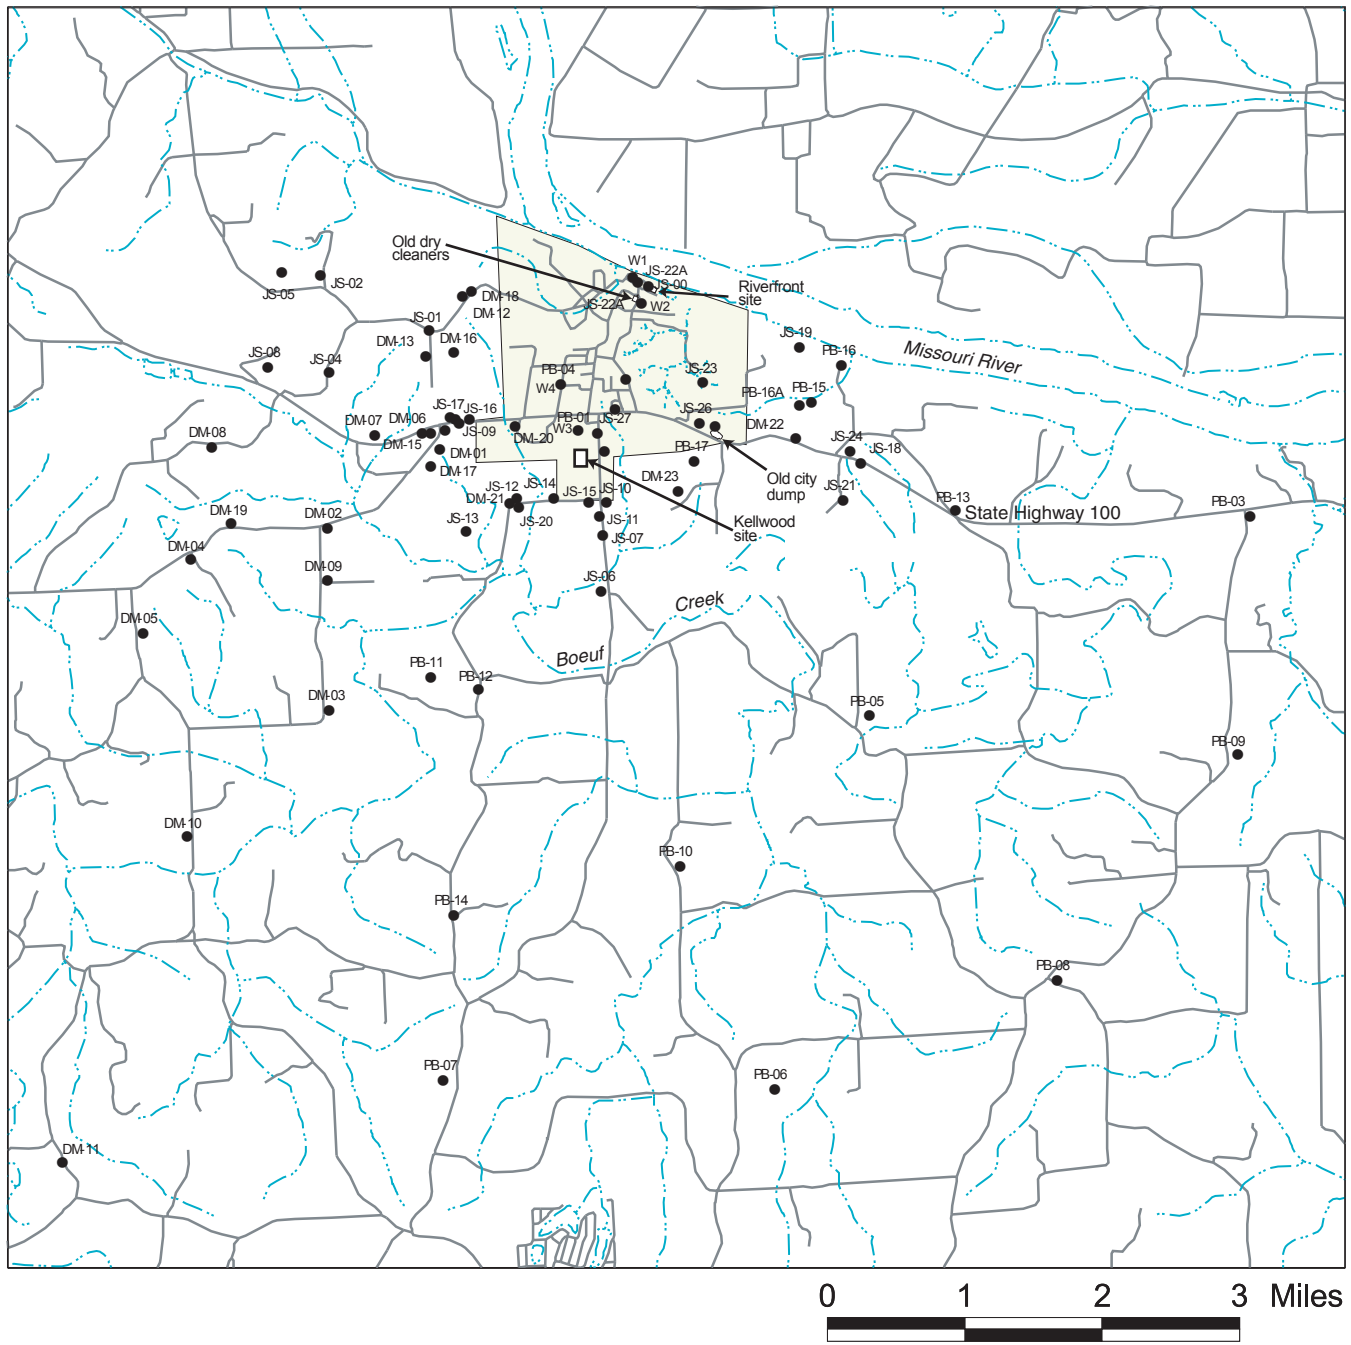 Old dry
cleaners
W1
JS-22A
JS-00
Riverfront
site
JS-22A
W2
JS-05
JS-02
DM-18
DM-12
JS-01
DM-13
DM-16
JS-19
PB-16
Missouri River
JS-08
JS-04
PB-04
W4
JS-23
PB-16A
PB-15
JS-17
JS-16
DM-07
DM-06
JS-09
DM-15
PB-01
W3
JS-27
JS-26
DM-22
DM-20
DM-08
DM-01
DM-17
PB-17
JS-24
JS-18
Old city
dump
DM-23
JS-12
JS-14
DM-21
JS-15
JS-10
JS-21
PB-13
State Highway 100
PB-03
DM-19
DM-02
JS-13
JS-20
JS-11
JS-07
Kellwood
site
DM-04
DM-09
JS-06
Creek
DM-05
Boeuf
PB-11
PB-12
DM-03
PB-05
PB-09
DM-10
PB-10
PB-14
PB-08
PB-07
PB-06
DM-11
0 1 2 3 Miles